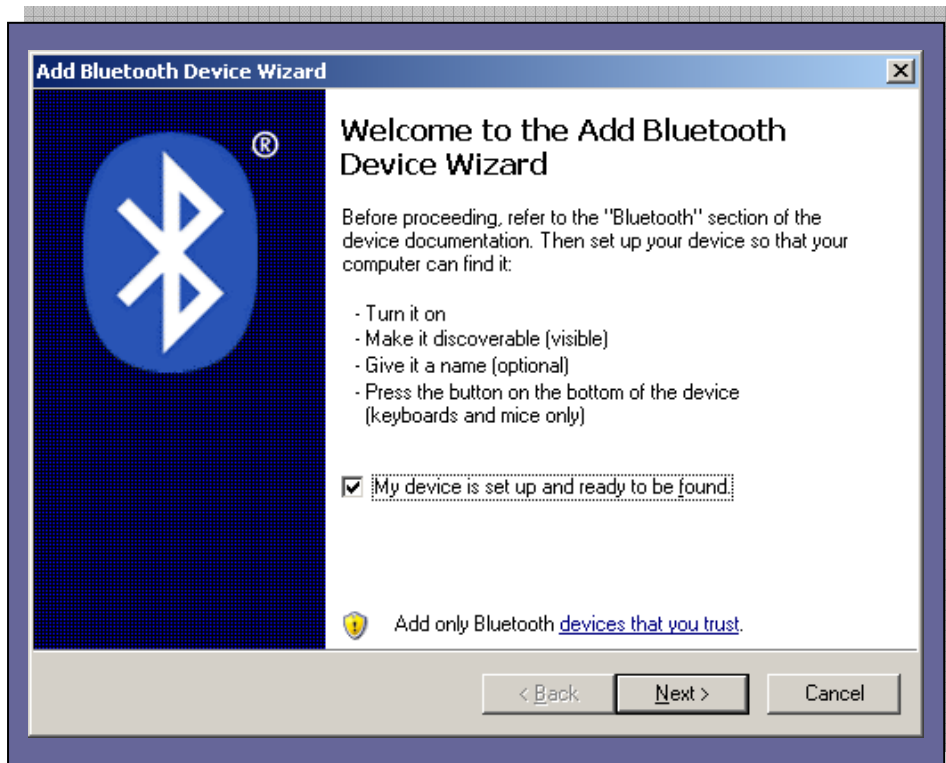 Add Bluetooth Device Wizard
®
Welcome to the Add Bluetooth
Device Wizard
Before proceeding, refer to the "Bluetooth" section of the
device documentation. Then set up your device so that your
computer can find it:
- Turn it on
- Make it discoverable (visible)
- Give it a name (optional)
- Press the button on the bottom of the device
(keyboards and mice only)
My device is set up and ready to be found.
Add only Bluetooth devices that you trust.
< Back
Next >
Cancel